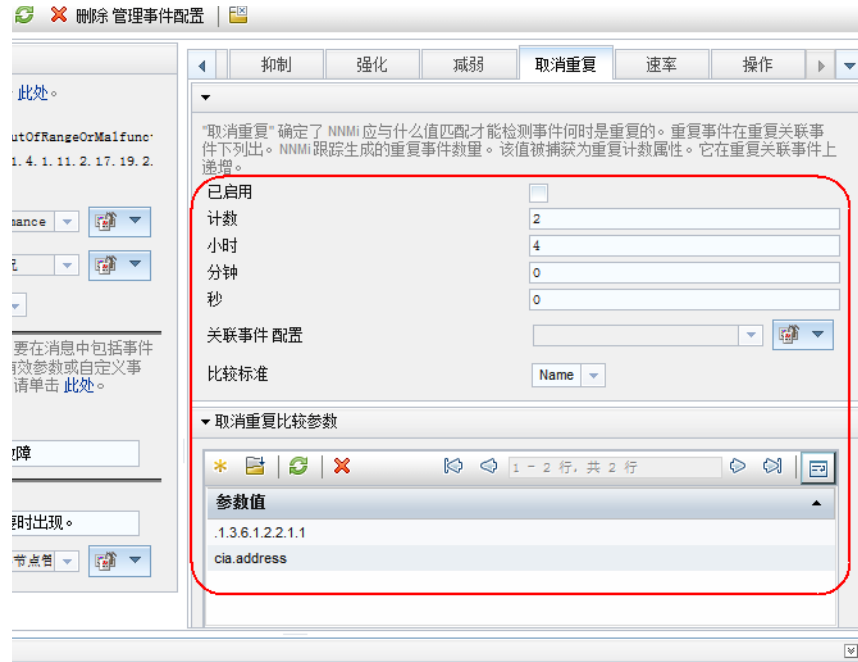 删除 管理事件配置
抑制 强化 减弱 取消重复 速率 操作
此处。
"取消重复" 确定了 NNMi 应与什么值匹配才能检测事件何时是重复的。重复事件在重复关联事
件下列出。NNMi 跟踪生成的重复事件数量。该值被捕获为重复计数属性。它在重复关联事件上
递增。
utOfRangeOrMalfunc
1.4.1.11.2.17.19.2.
已启用
计数 2
mance
小时 4
分钟 0
秒 0
要在消息中包括事件
有效参数或自定义事
请单击 此处。
关联事件 配置
比较标准 Name
取消重复比较参数
障
1 - 2 行, 共 2 行
参数值
要时出现。
.1.3.6.1.2.2.1.1
节点管
cia.address